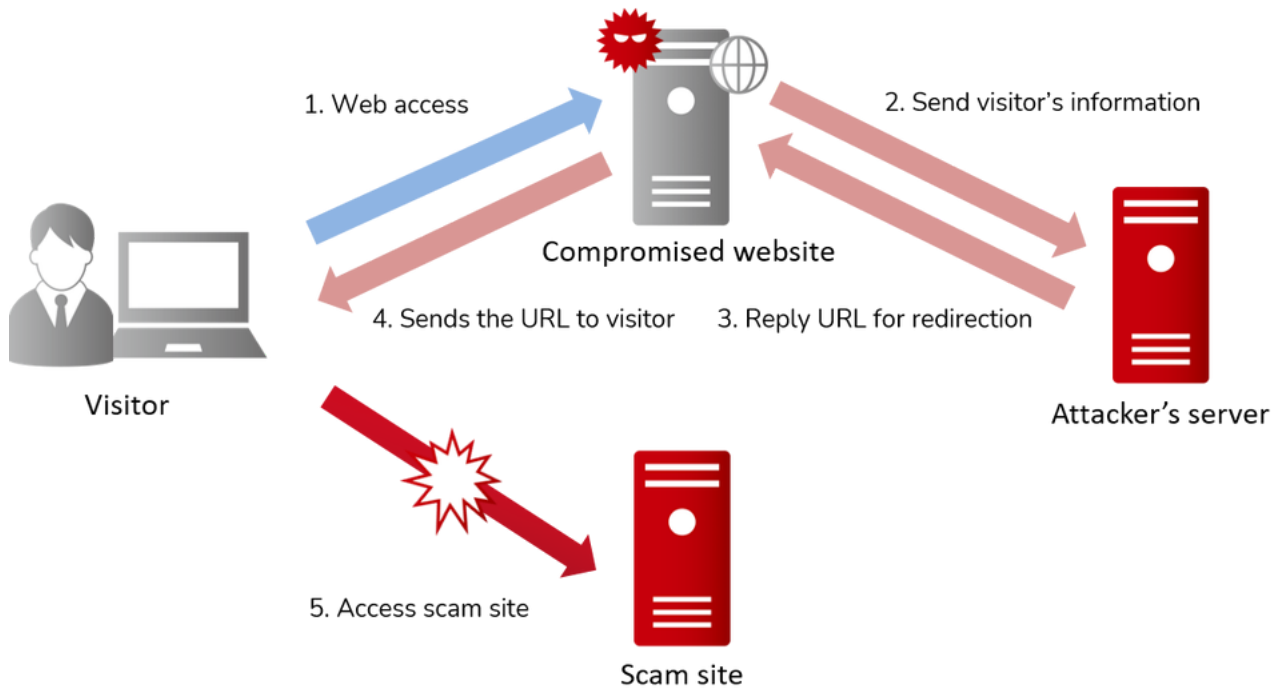 1. Web access
2. Send visitor's information
Compromised website
4. Sends the URL to visitor
3. Reply URL for redirection
Visitor
Attacker's server
5. Access scam site
Scam site